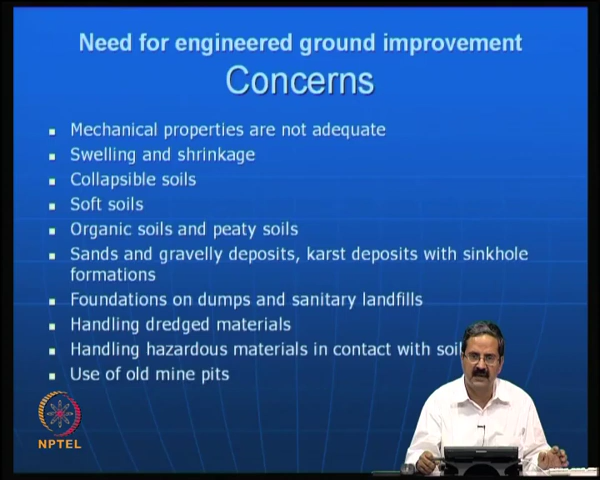 Need for engineered ground improvement
Concerns
Mechanical properties are not adequate
Swelling and shrinkage
Collapsible soils
Soft soils
Organic soils and peaty soils
Sands and gravelly deposits, karst deposits with sinkhole
formations
Foundations on dumps and sanitary landfills
Handling dredged materials
Handling hazardous materials in contact with soil
Use of old mine pits
NPTEL